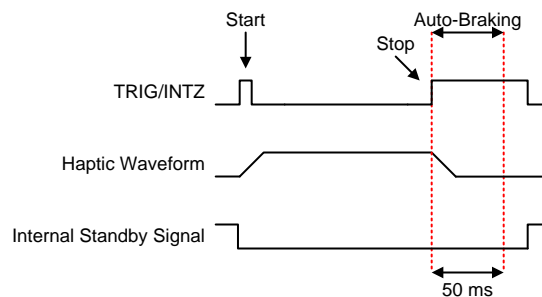 Auto-Braking
Start
Stop
TRIG/INTZ
Haptic Waveform
Internal Standby Signal
50 ms